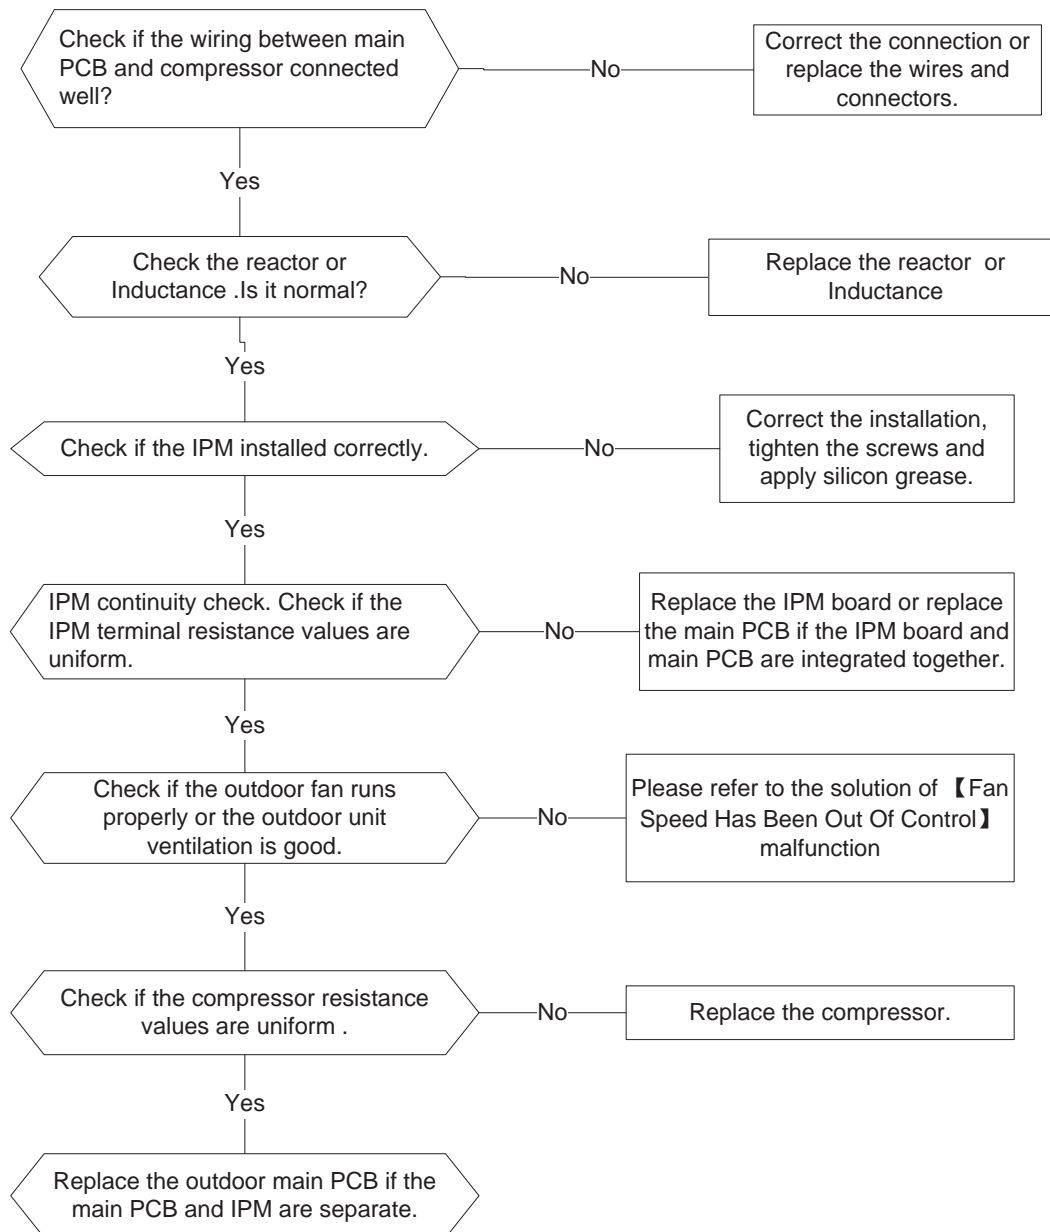 Check if the wiring between main
PCB and compressor connected
well?
No
Correct the connection or
replace the wires and
connectors.
Yes
Check the reactor or
Inductance .Is it normal?
No
Replace the reactor  or
Inductance
Yes
Check if the IPM installed correctly.
No
Correct the installation,
tighten the screws and
apply silicon grease.
Yes
IPM continuity check. Check if the
IPM terminal resistance values are
uniform.
No
Replace the IPM board or replace
the main PCB if the IPM board and
main PCB are integrated together.
Yes
Check if the outdoor fan runs
properly or the outdoor unit
ventilation is good.
No
Please refer to the solution of 【Fan
Speed Has Been Out Of Control】
malfunction
Yes
Check if the compressor resistance
values are uniform .
No
Replace the compressor.
Yes
Replace the outdoor main PCB if the
main PCB and IPM are separate.